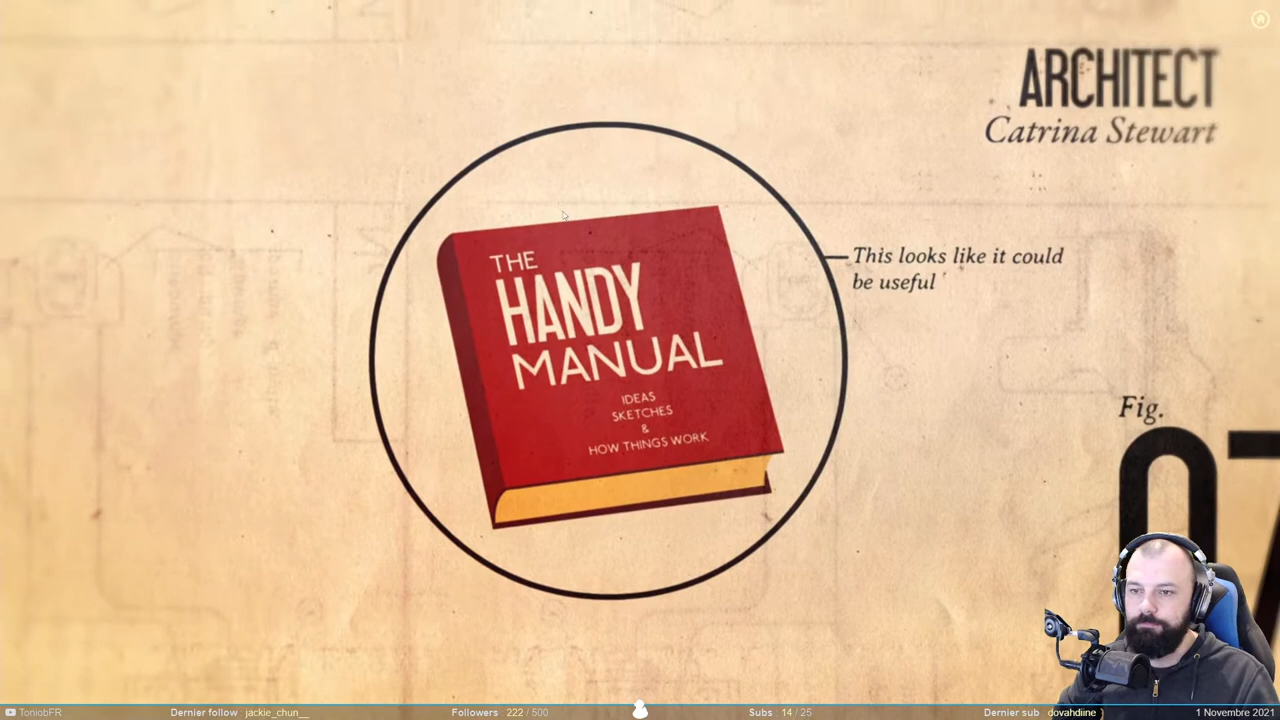 ARCHITECT
Catrina Stewart
THE
HANDY
MANUAL
IDEAS
SKETCHES
&
HOW THINGS WORK
This looks like it could
be useful
Fig.
07
ToniobFR
Dernier follow jackie_chun__
Followers 222 / 500
Subs 14 / 25
Dernier sub dovahdiine
1 Novembre 2021